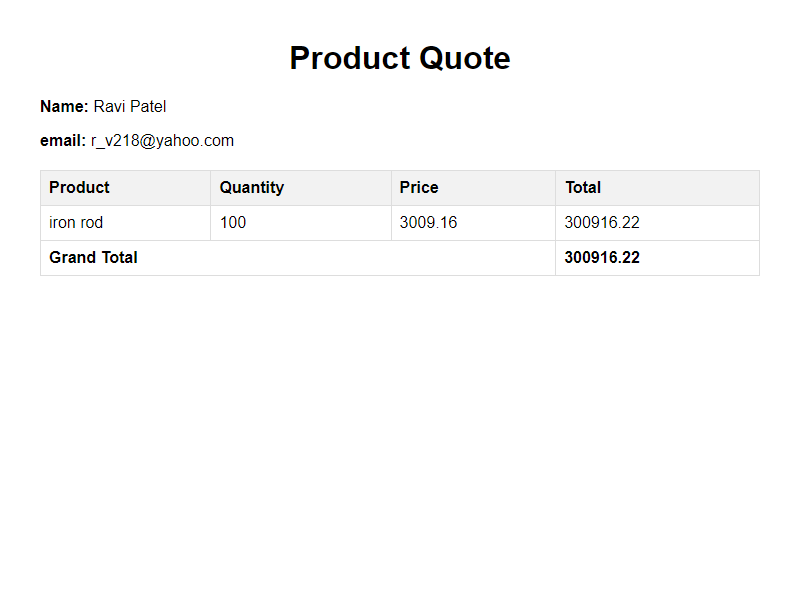 Product Quote
Name: Ravi Patel
email: r_v218@yahoo.com
Product Quantity Price Total
iron rod 100 3009.16 300916.22
Grand Total 300916.22